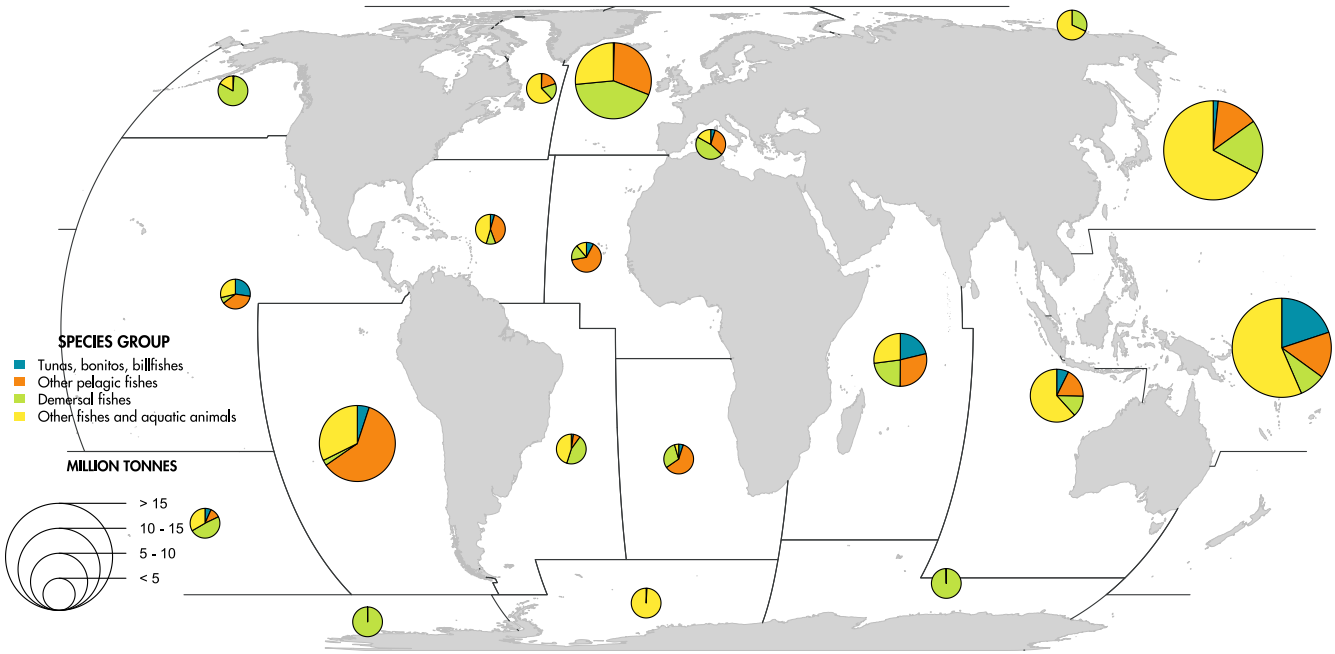 SPECIES GROUP
Tunas, bonitos, billfishes
Other pelagic fishes
Demersal fishes
Other fishes and aquatic animals
MILLION TONNES
> 15
10 - 15
5 - 10
< 5